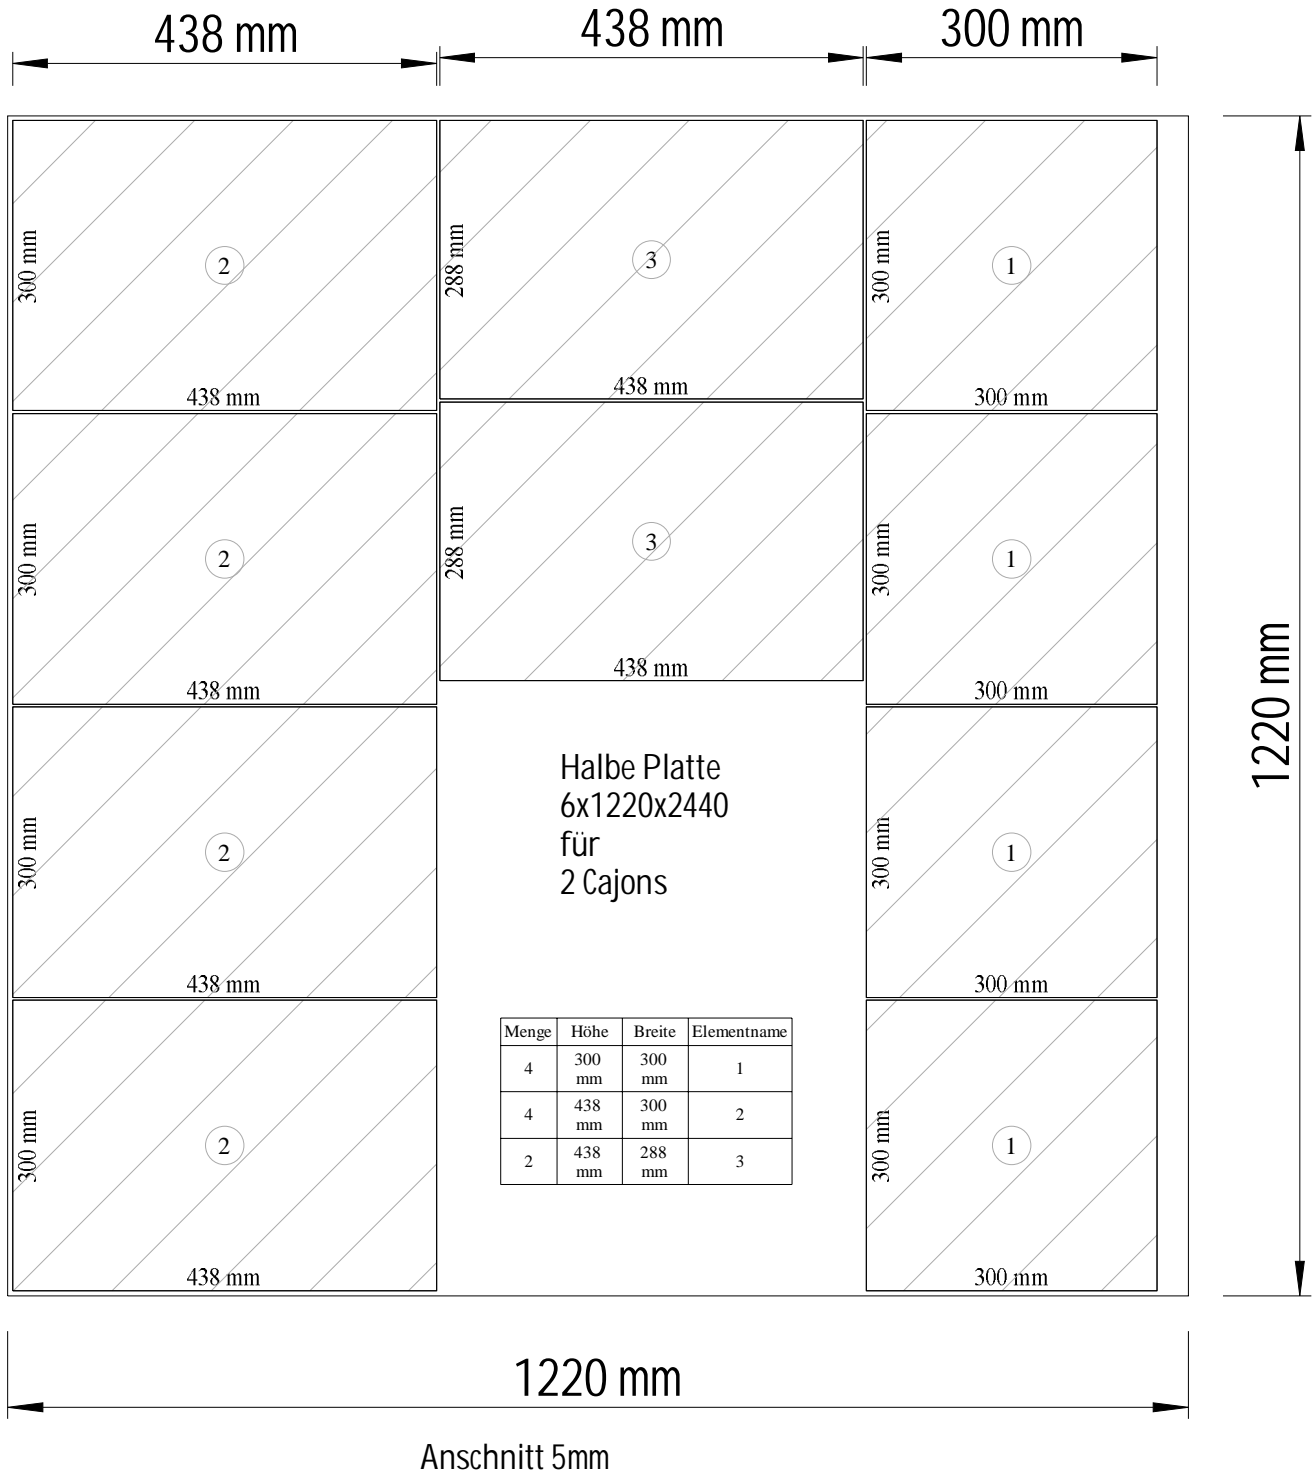 438 mm 438 mm 300 mm
300 mm 2 438 mm
288 mm 3 438 mm
300 mm 1 300 mm
300 mm 2 438 mm
288 mm 3 438 mm
300 mm 1 300 mm
1220 mm
300 mm 2 438 mm
Halbe Platte
6x1220x2440
für
2 Cajons
300 mm 1 300 mm
300 mm 2 438 mm
Menge Höhe Breite Elementname
4 300 mm 300 mm 1
4 438 mm 300 mm 2
2 438 mm 288 mm 3
300 mm 1 300 mm
1220 mm
Anschnitt 5mm